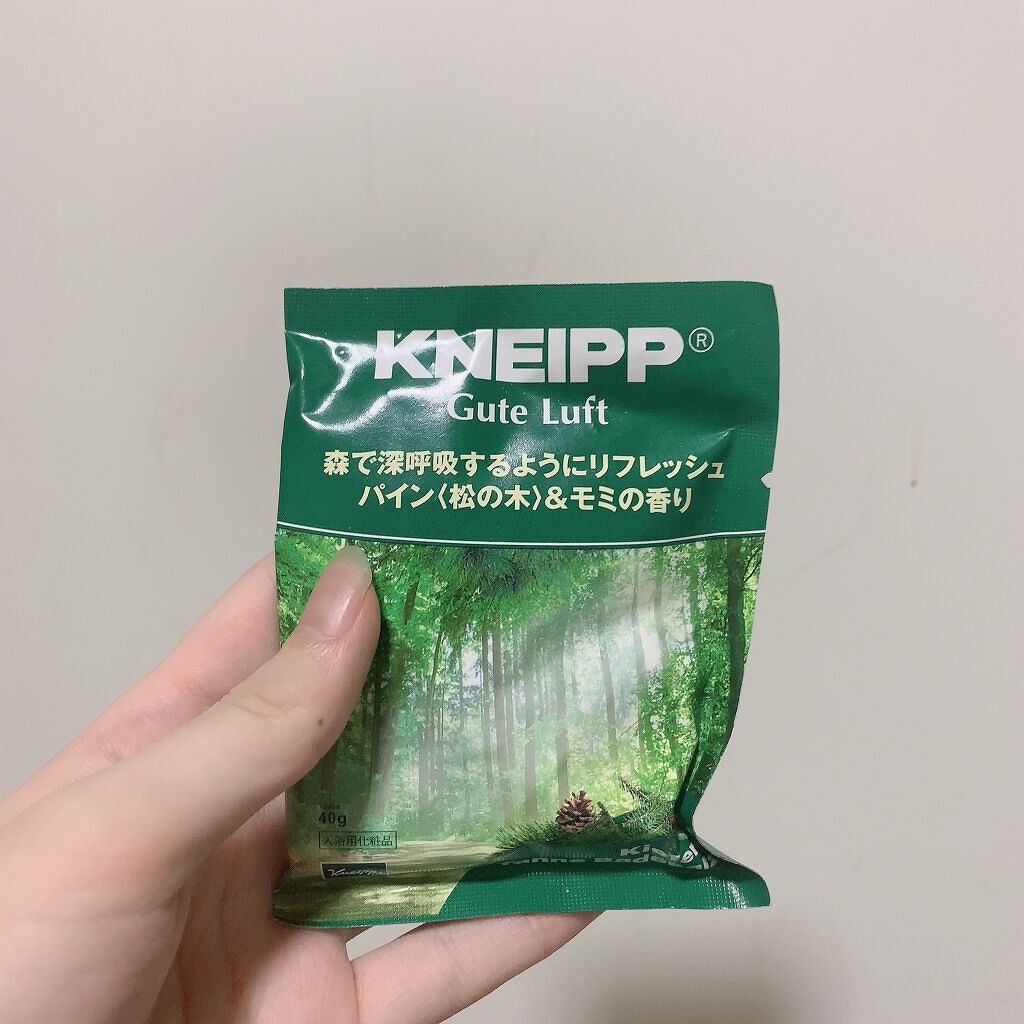 KNEIPP®
Gute Luft
森で深呼吸するようにリフレッシュ
パイン〈松の木〉&モミの香り
40g
入浴用化粧品
Kneipp